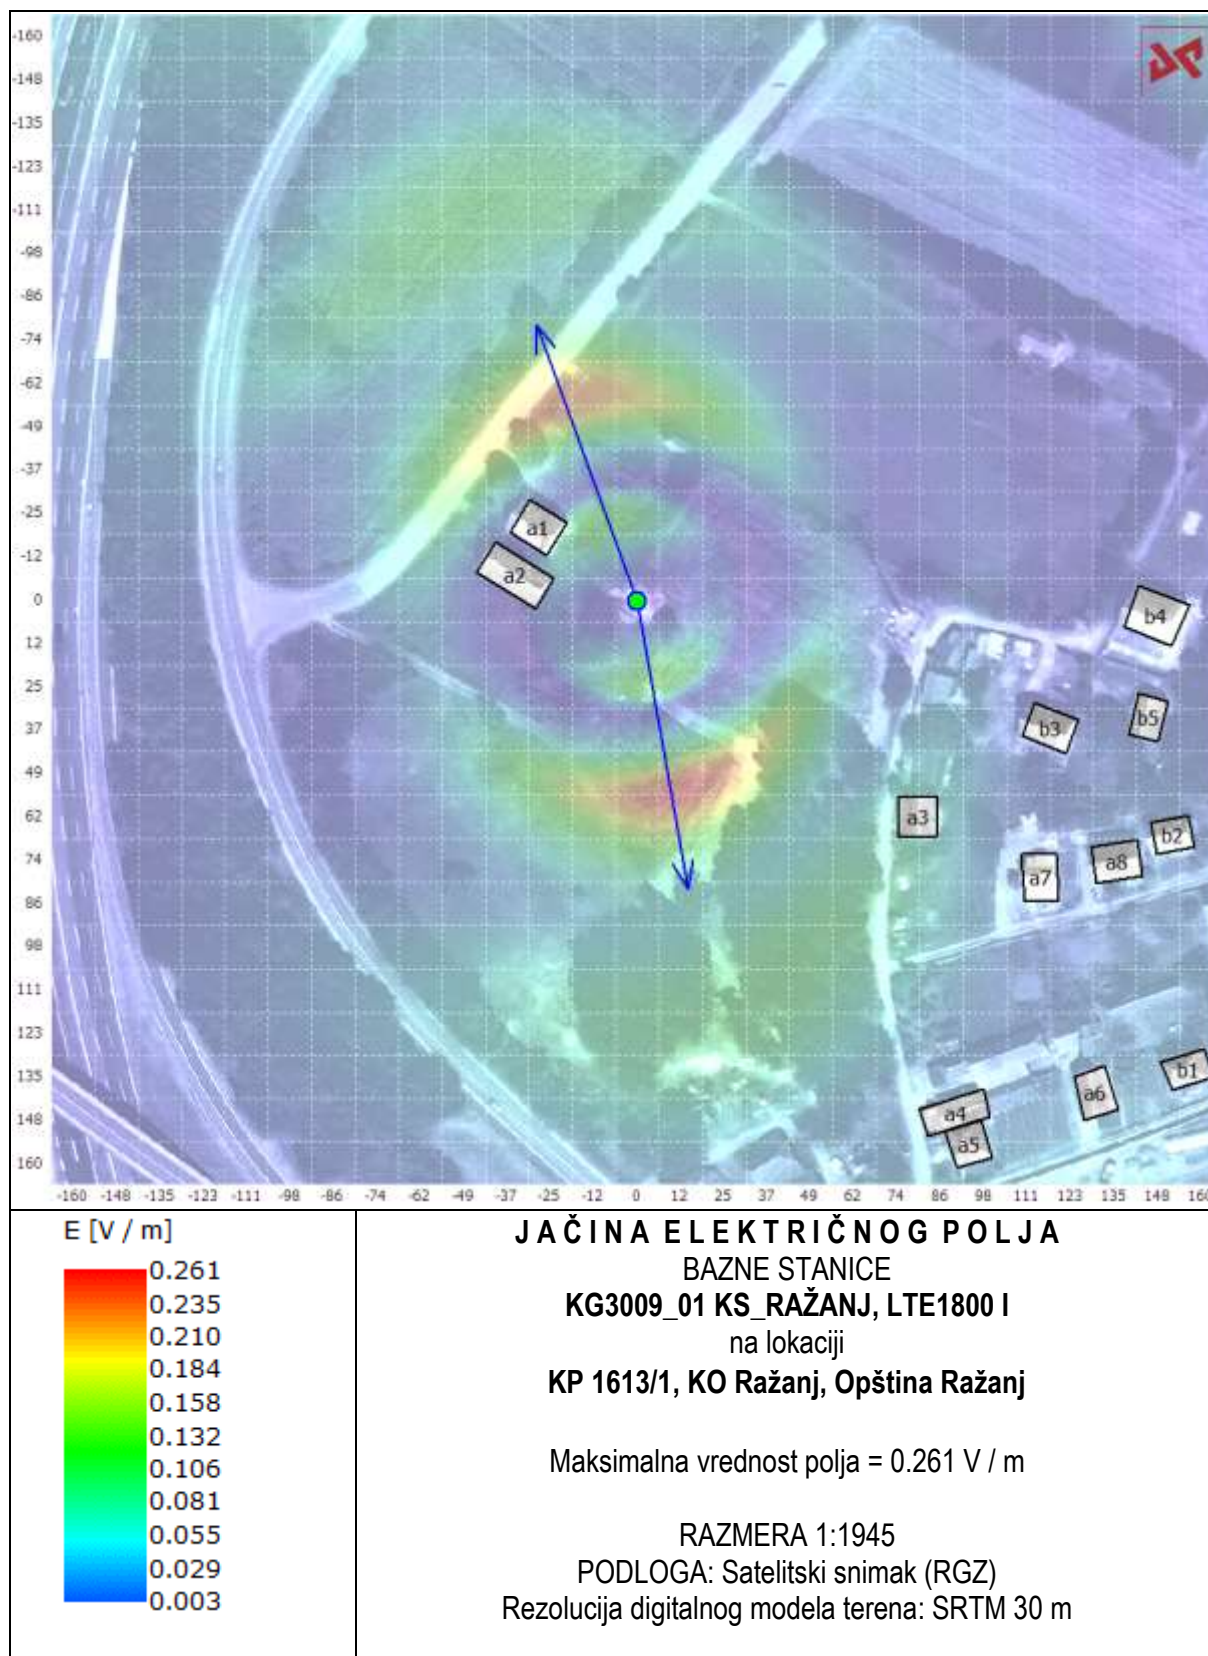 -160
-148
-135
-123
-111
-98
-86
-74
-62
-49
-37
-25
-12
0
12
25
37
49
62
74
86
98
111
123
135
148
160
a1
a2
b4
b5
b3
a3
b2
a8
a7
b1
a6
a4
a5
-160 -148 -135 -123 -111 -98 -86 -74 -62 -49 -37 -25 -12 0 12 25 37 49 62 74 86 98 111 123 135 148 160
E [V / m]
0.261
0.235
0.210
0.184
0.158
0.132
0.106
0.081
0.055
0.029
0.003
JAČINA ELEKTRIČNOG POLJA
BAZNE STANICE
KG3009_01 KS_RAŽANJ, LTE1800 I
na lokaciji
KP 1613/1, KO Ražanj, Opština Ražanj
Maksimalna vrednost polja = 0.261 V / m
RAZMERA 1:1945
PODLOGA: Satelitski snimak (RGZ)
Rezolucija digitalnog modela terena: SRTM 30 m